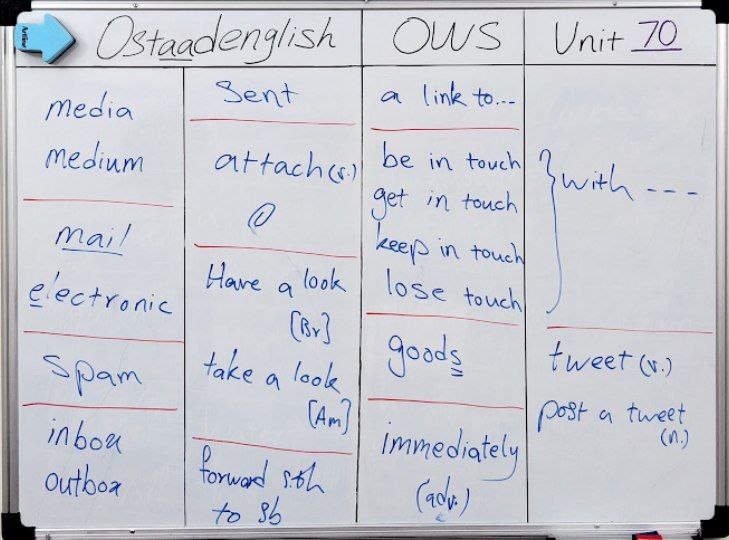 Artline
Ostaadenglish
OWS
Unit 70
media
medium
mail
electronic
spam
inbox
outbox
Sent
attach (v.)
@
Have a look
[Br]
take a look
[Am]
forward sth
to sb
a link to...
be in touch
get in touch
keep in touch
lose touch
} with ---
goods
immediately
(adv.)
tweet (v.)
post a tweet
(n.)